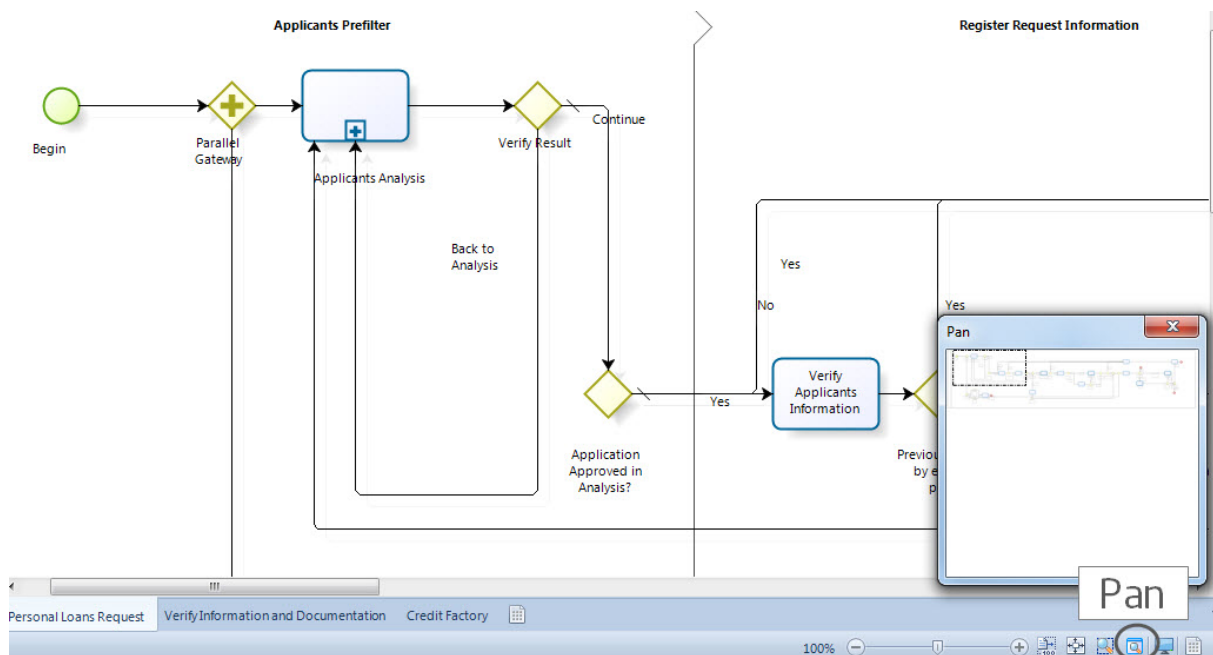 Applicants Prefilter
Register Request Information
Continue
Begin
Parallel
Gateway
Verify Result
Applicants Analysis
Back to
Analysis
Yes
No
Yes
Pan
Verify
Applicants
Information
Yes
Application
Approved in
Analysis?
by
Pan
Personal Loans Request
Verify Information and Documentation
Credit Factory
100%